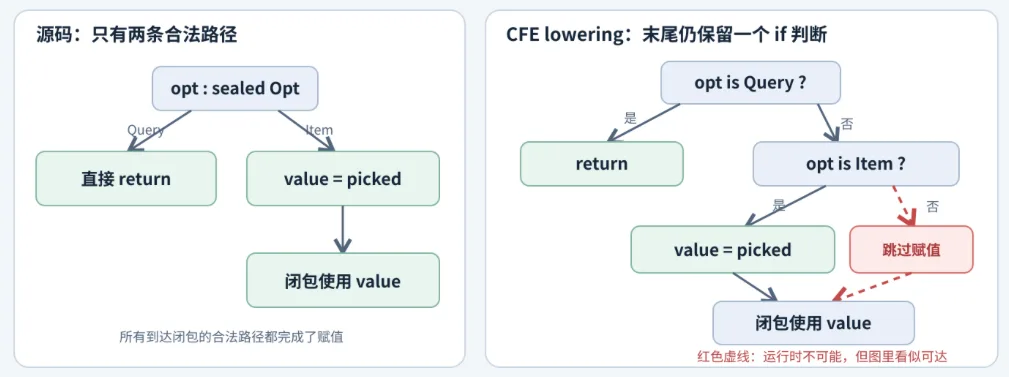 源码：只有两条合法路径
opt : sealed Opt
Query
Item
直接 return
value = picked
闭包使用 value
所有到达闭包的合法路径都完成了赋值
CFE lowering：末尾仍保留一个 if 判断
opt is Query ?
是
否
return
opt is Item ?
是
否
value = picked
跳过赋值
闭包使用 value
红色虚线：运行时不可能，但图里看似可达